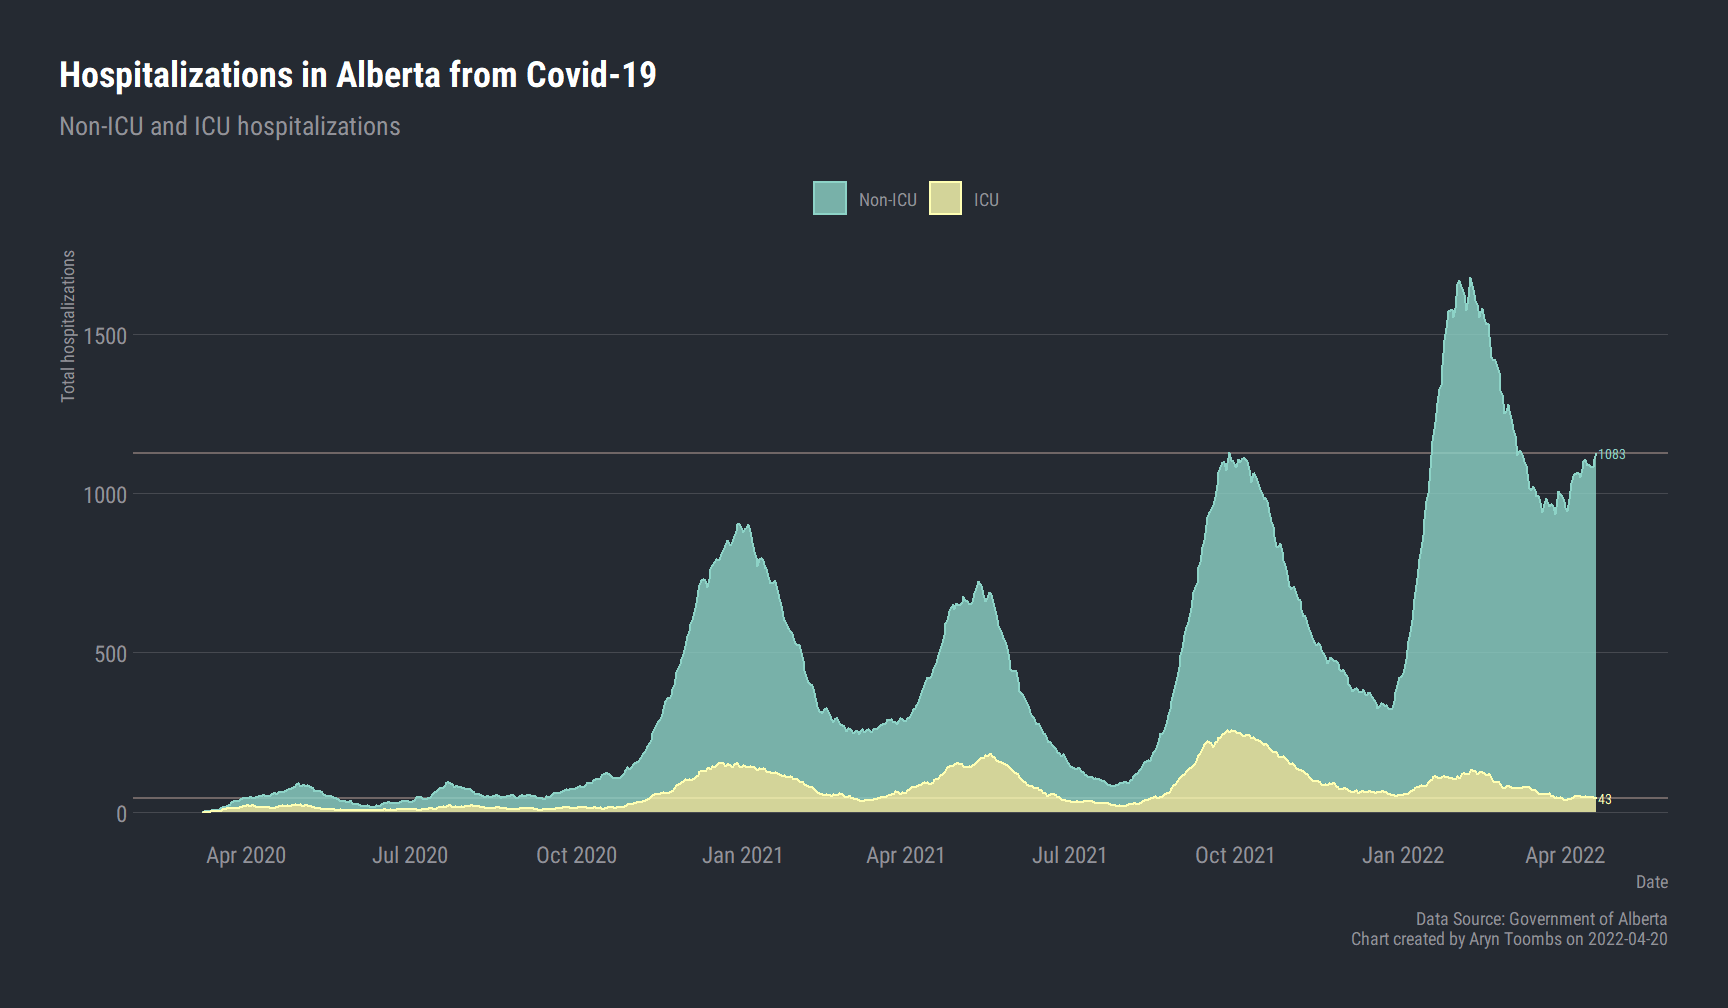 Hospitalizations in Alberta from Covid-19
Non-ICU and ICU hospitalizations
Non-ICU
ICU
Total hospitalizations
1500
1000
500
0
1083
43
Apr 2020
Jul 2020
Oct 2020
Jan 2021
Apr 2021
Jul 2021
Oct 2021
Jan 2022
Apr 2022
Date
Data Source: Government of Alberta
Chart created by Aryn Toombs on 2022-04-20